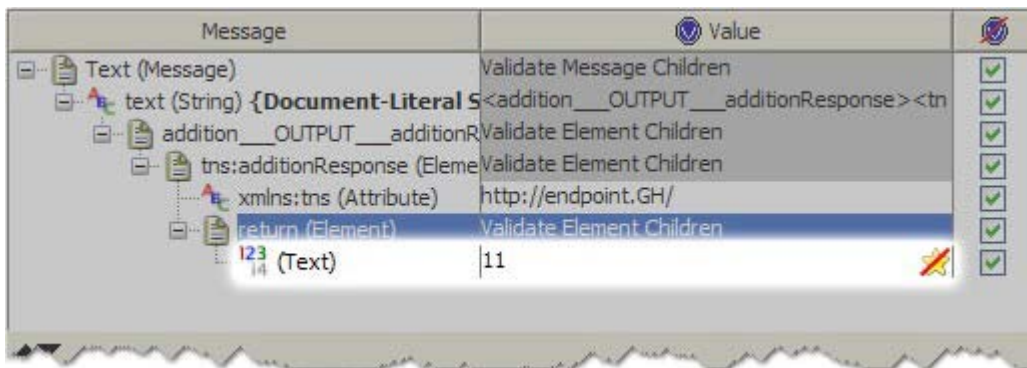 Message Value
Text (Message) Validate Message Children
text (String) {Document-Literal S <addition___OUTPUT___additionResponse><tn
addition___OUTPUT___additionR Validate Element Children
tns:additionResponse (Eleme Validate Element Children
xmlns:tns (Attribute) http://endpoint.GH/
return (Element) Validate Element Children
(Text) 11